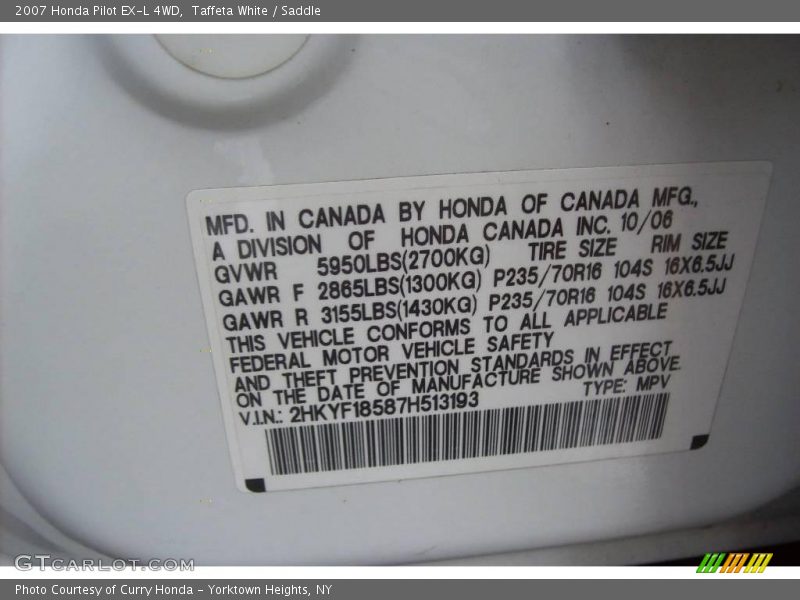 2007 Honda Pilot EX-L 4WD, Taffeta White / Saddle
MFD. IN CANADA BY HONDA OF CANADA MFG.,
A DIVISION OF HONDA CANADA INC. 10/06
GVWR 5950LBS(2700KG) TIRE SIZE RIM SIZE
GAWR F 2865LBS(1300KG) P235/70R16 104S 16X6.5JJ
GAWR R 3155LBS(1430KG) P235/70R16 104S 16X6.5JJ
THIS VEHICLE CONFORMS TO ALL APPLICABLE
FEDERAL MOTOR VEHICLE SAFETY
AND THEFT PREVENTION STANDARDS IN EFFECT
ON THE DATE OF MANUFACTURE SHOWN ABOVE.
V.I.N.: 2HKYF18587H513193 TYPE: MPV
GTCarLot.com
Photo Courtesy of Curry Honda - Yorktown Heights, NY